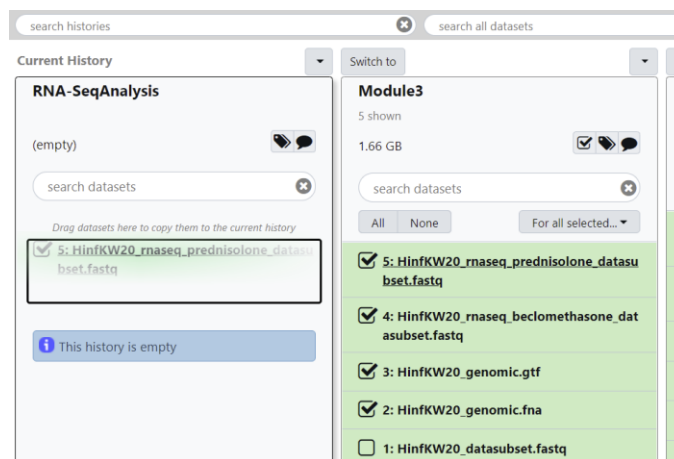 search histories
search all datasets
Current History
Switch to
RNA-SeqAnalysis
(empty)
search datasets
Drag datasets here to copy them to the current history
5: HinfKW20_rnaseq_prednisolone_datasu
bset.fastq
This history is empty
Module3
5 shown
1.66 GB
search datasets
All
None
For all selected...
5: HinfKW20_rnaseq_prednisolone_datasu
bset.fastq
4: HinfKW20_rnaseq_beclomethasone_dat
asubset.fastq
3: HinfKW20_genomic.gtf
2: HinfKW20_genomic.fna
1: HinfKW20_datasubset.fastq